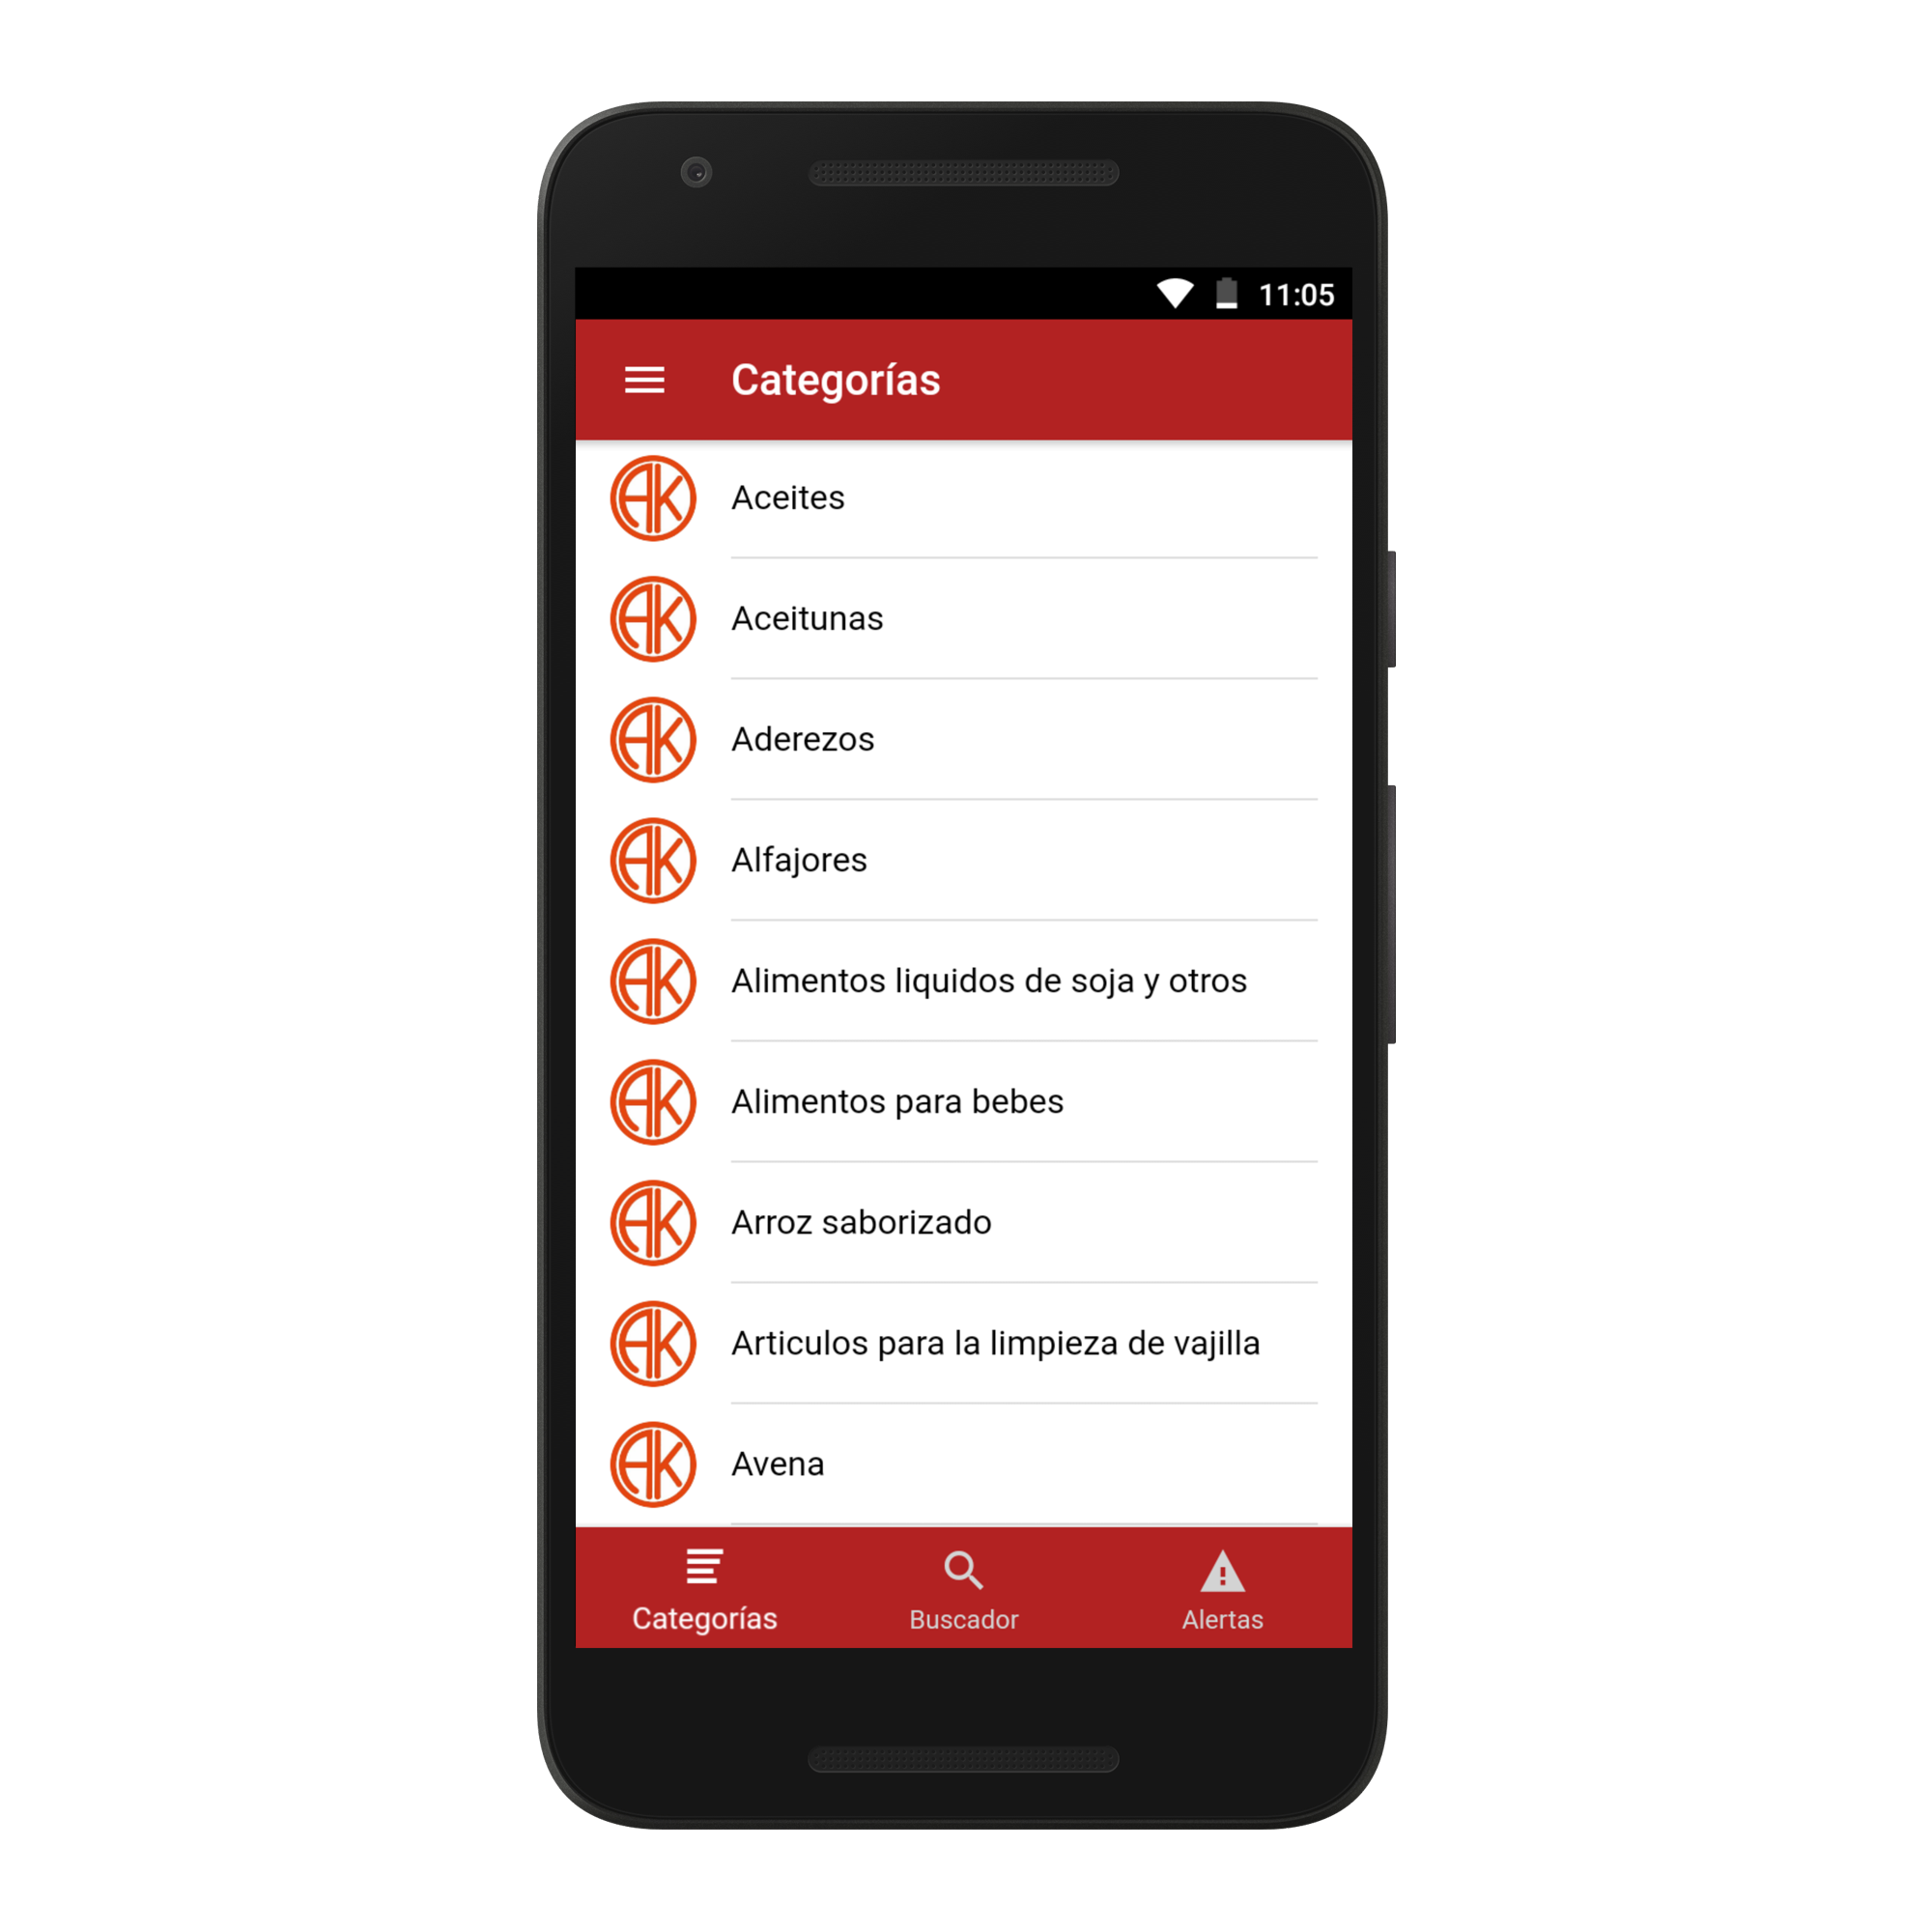 11:05
Categorías
AK Aceites
AK Aceitunas
AK Aderezos
AK Alfajores
AK Alimentos liquidos de soja y otros
AK Alimentos para bebes
AK Arroz saborizado
AK Articulos para la limpieza de vajilla
AK Avena
Categorías Buscador Alertas